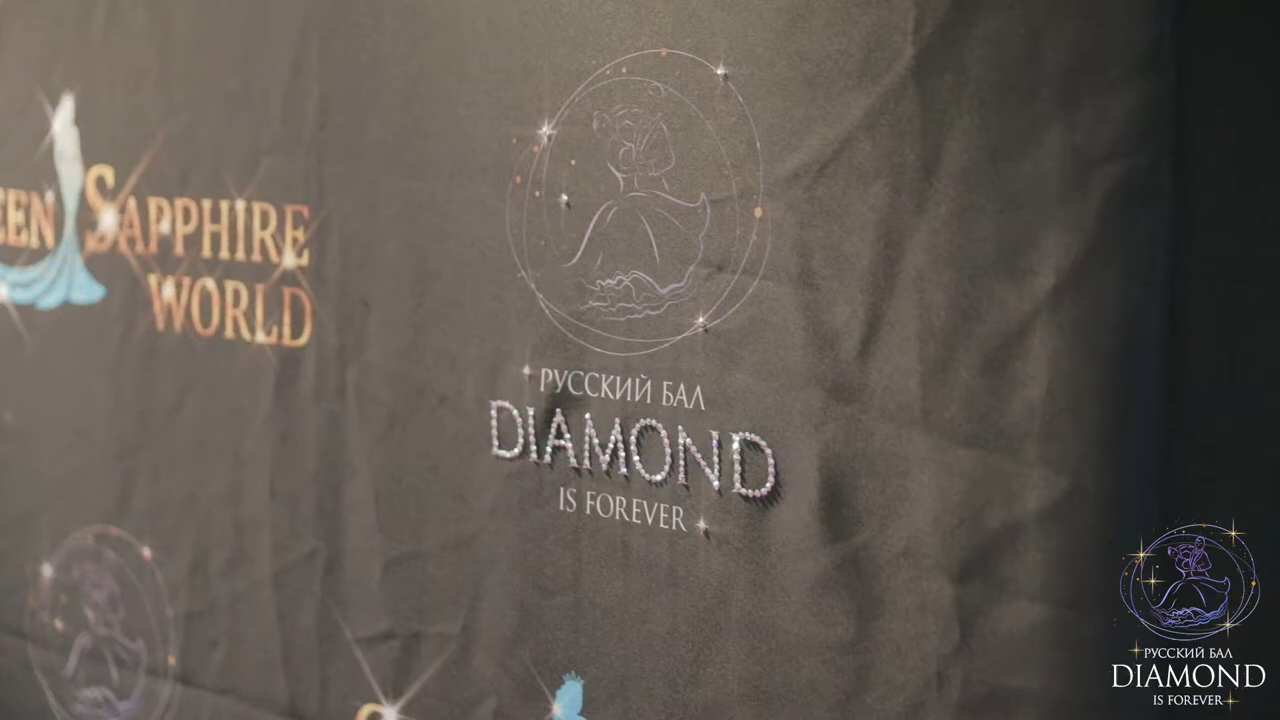 SAPPHIRE
WORLD
РУССКИЙ БАЛ
DIAMOND
IS FOREVER
РУССКИЙ БАЛ
DIAMOND
IS FOREVER